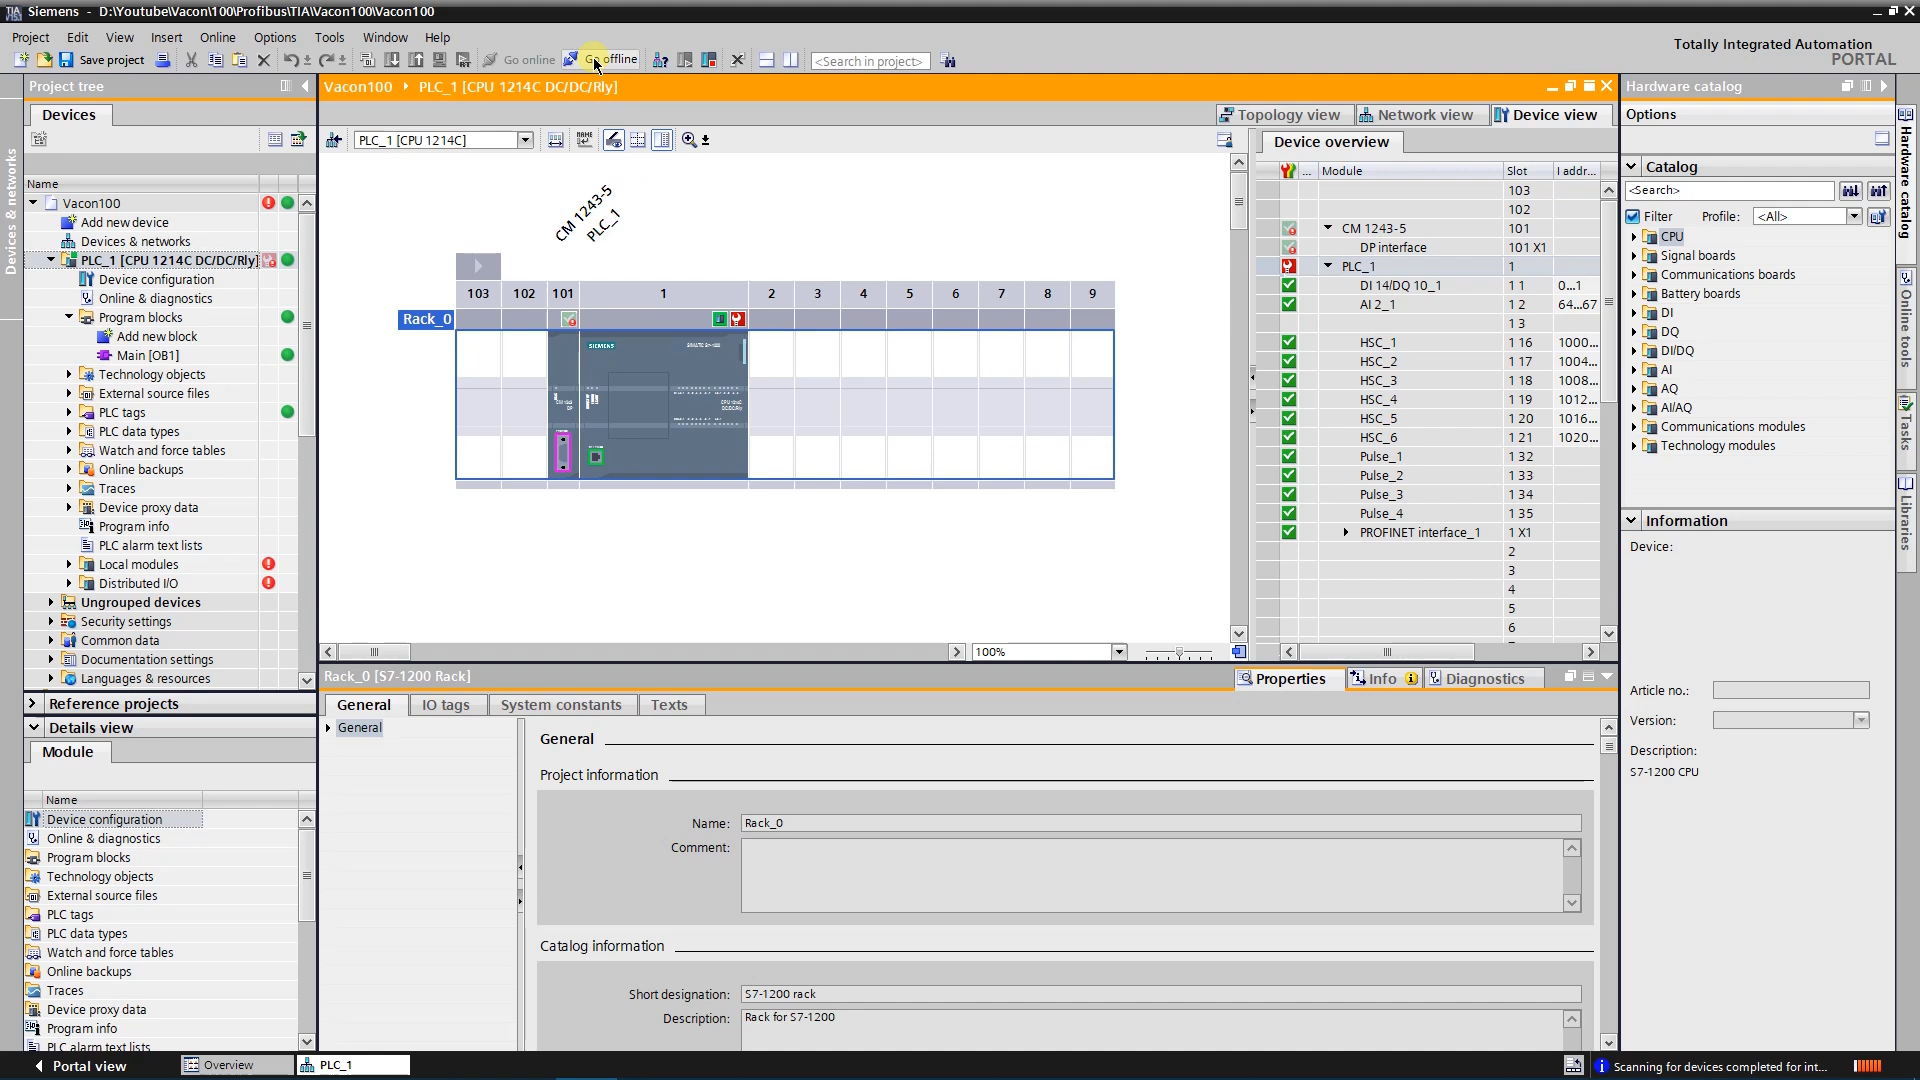 Siemens - D:\Youtube\Vacon\100\Profibus\TIA\Vacon100\Vacon100
Project Edit View Insert Online Options Tools Window Help
Totally Integrated Automation
PORTAL
Save project
Go online
Go offline
<Search in project>
Project tree
Devices
Devices & networks
Name
Vacon100
Add new device
Devices & networks
PLC_1 [CPU 1214C DC/DC/Rly]
Device configuration
Online & diagnostics
Program blocks
Add new block
Main [OB1]
Technology objects
External source files
PLC tags
PLC data types
Watch and force tables
Online backups
Traces
Device proxy data
Program info
PLC alarm text lists
Local modules
Distributed I/O
Ungrouped devices
Security settings
Common data
Documentation settings
Languages & resources
Reference projects
Details view
Module
Name
Device configuration
Online & diagnostics
Program blocks
Technology objects
External source files
PLC tags
PLC data types
Watch and force tables
Online backups
Traces
Device proxy data
Program info
PLC alarm text lists
Vacon100 PLC_1 [CPU 1214C DC/DC/Rly]
Topology view Network view Device view
PLC_1 [CPU 1214C]
CM 1243-5
PLC_1
103 102 101 1 2 3 4 5 6 7 8 9
Rack_0
SIEMENS
SIMATIC S7-1200
100%
Device overview
... Module Slot I addr...
103
102
CM 1243-5 101
DP interface 101 X1
PLC_1 1
DI 14/DQ 10_1 1 1 0...1
AI 2_1 1 2 64...67
1 3
HSC_1 1 16 1000...
HSC_2 1 17 1004...
HSC_3 1 18 1008...
HSC_4 1 19 1012...
HSC_5 1 20 1016...
HSC_6 1 21 1020...
Pulse_1 1 32
Pulse_2 1 33
Pulse_3 1 34
Pulse_4 1 35
PROFINET interface_1 1 X1
2
3
4
5
6
Rack_0 [S7-1200 Rack]
Properties Info Diagnostics
General IO tags System constants Texts
General
General
Project information
Name: Rack_0
Comment:
Catalog information
Short designation: S7-1200 rack
Description: Rack for S7-1200
Hardware catalog
Options
Catalog
<Search>
Filter Profile: <All>
CPU
Signal boards
Communications boards
Battery boards
DI
DQ
DI/DQ
AI
AQ
AI/AQ
Communications modules
Technology modules
Information
Device:
Article no.:
Version:
Description:
S7-1200 CPU
Hardware catalog
Online tools
Tasks
Libraries
Portal view
Overview
PLC_1
Scanning for devices completed for int...